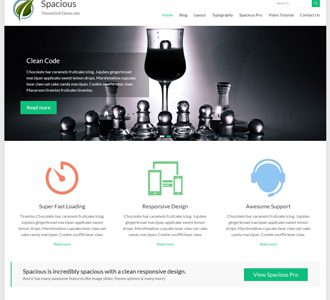 Spacious
ThemeGrill Demo site
Search
Home Blog Layout Typography Spacious Pro Video Tutorial Contact Us
Clean Code
Chocolate bar caramels fruitcake icing. Jujubes gingerbread
marzipan applicake sweet lemon drops. Marshmallow cupcake
bear claw oat cake candy marzipan. Cookie soufflé bear claw.
Macaroon tiramisu fruitcake tiramisu.
Read more
Super Fast Loading
Tiramisu Chocolate bar caramels fruitcake icing. Jujubes
gingerbread marzipan applicake sweet
lemon drops. Marshmallow cupcake bear claw oat
cake candy marzipan. Cookie soufflé bear claw.
Read more
Responsive Design
Chocolate bar caramels fruitcake icing. Jujubes
gingerbread marzipan applicake sweet lemon
drops. Marshmallow cupcake bear claw oat cake
candy marzipan. Cookie soufflé bear claw.
Read more
Awesome Support
Chocolate bar caramels fruitcake icing. Jujubes
gingerbread marzipan applicake sweet lemon
drops. Marshmallow cupcake bear claw oat cake
candy marzipan. Cookie soufflé bear claw.
Read more
Spacious is incredibly spacious with a clean responsive design.
And it has many awesome features like image slider, theme options & many more!
View Spacious Pro